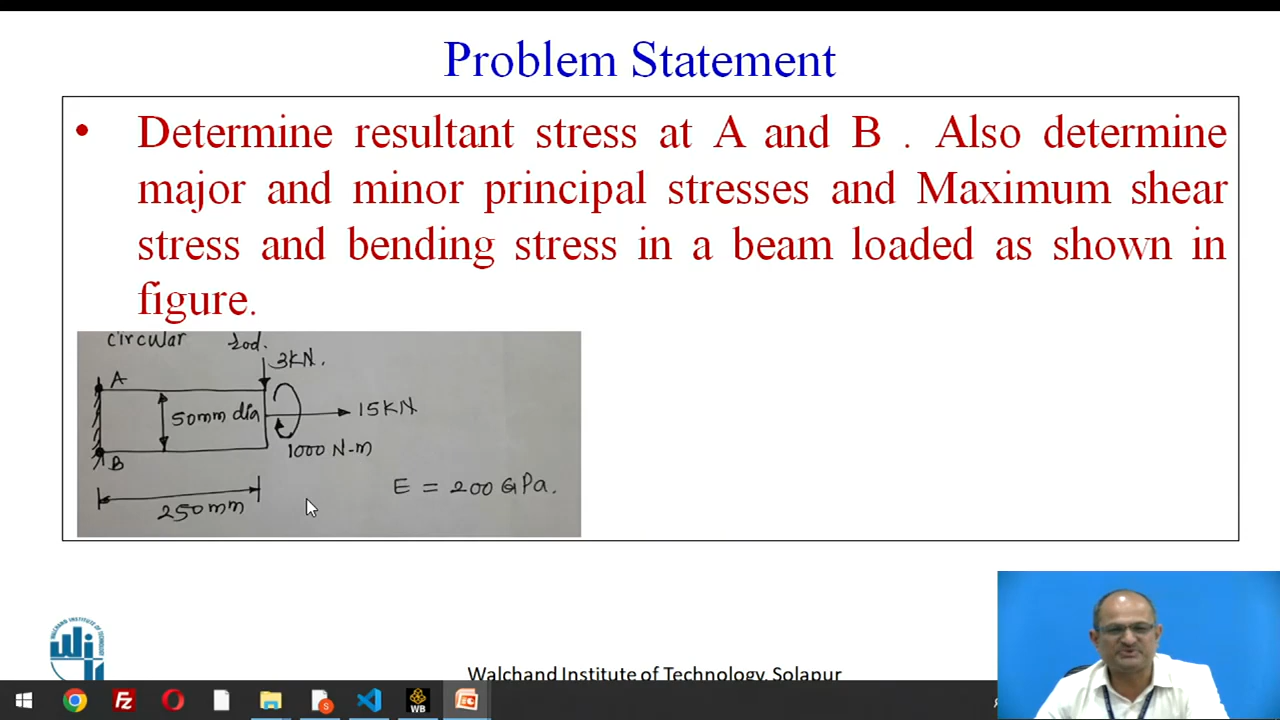 Problem Statement
• Determine resultant stress at A and B . Also determine
major and minor principal stresses and Maximum shear
stress and bending stress in a beam loaded as shown in
figure.
circular rod.
3KN.
A
50mm dia
15KN
1000 N-m
B
E = 200 GPa.
250mm
Walchand Institute of Technology, Solapur
WB